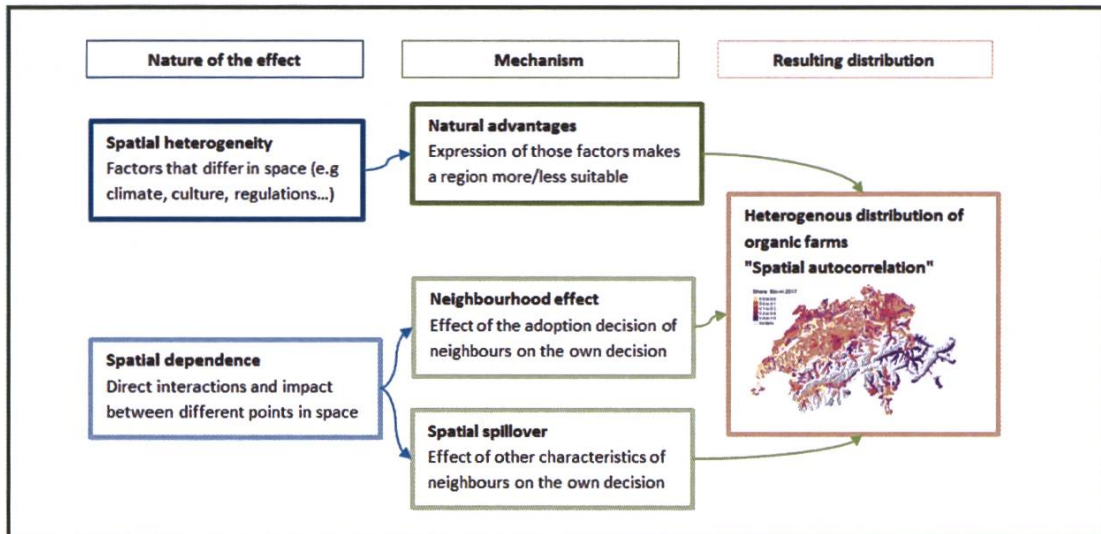 Nature of the effect
Mechanism
Resulting distribution
Spatial heterogeneity
Factors that differ in space (e.g
climate, culture, regulations...)
Natural advantages
Expression of those factors makes
a region more/less suitable
Spatial dependence
Direct interactions and impact
between different points in space
Neighbourhood effect
Effect of the adoption decision of
neighbours on the own decision
Spatial spillover
Effect of other characteristics of
neighbours on the own decision
Heterogenous distribution of
organic farms
"Spatial autocorrelation"
2017